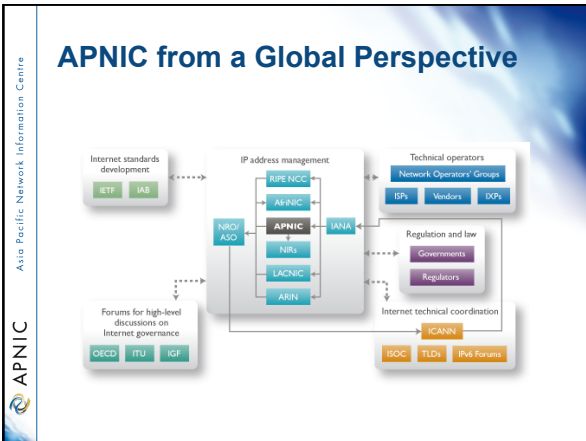 APNIC from a Global Perspective
Asia Pacific Network Information Centre
APNIC
Internet standards
development
IETF
IAB
IP address management
RIPE NCC
AfriNIC
NRO/
ASO
APNIC
IANA
NIRs
LACNIC
ARIN
Technical operators
Network Operators' Groups
ISPs
Vendors
IXPs
Regulation and law
Governments
Regulators
Forums for high-level
discussions on
Internet governance
OECD
ITU
IGF
Internet technical coordination
ICANN
ISOC
TLDs
IPv6 Forums